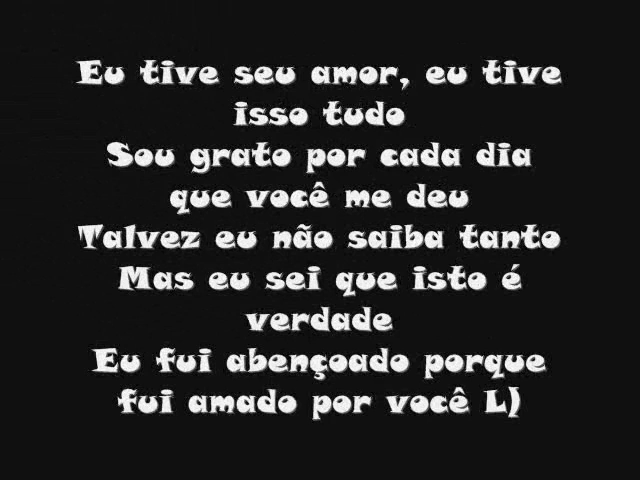 Eu tive seu amor, eu tive
isso tudo
Sou grato por cada dia
que você me deu
Talvez eu não saiba tanto
Mas eu sei que isto é
verdade
Eu fui abençoado porque
fui amado por você L)